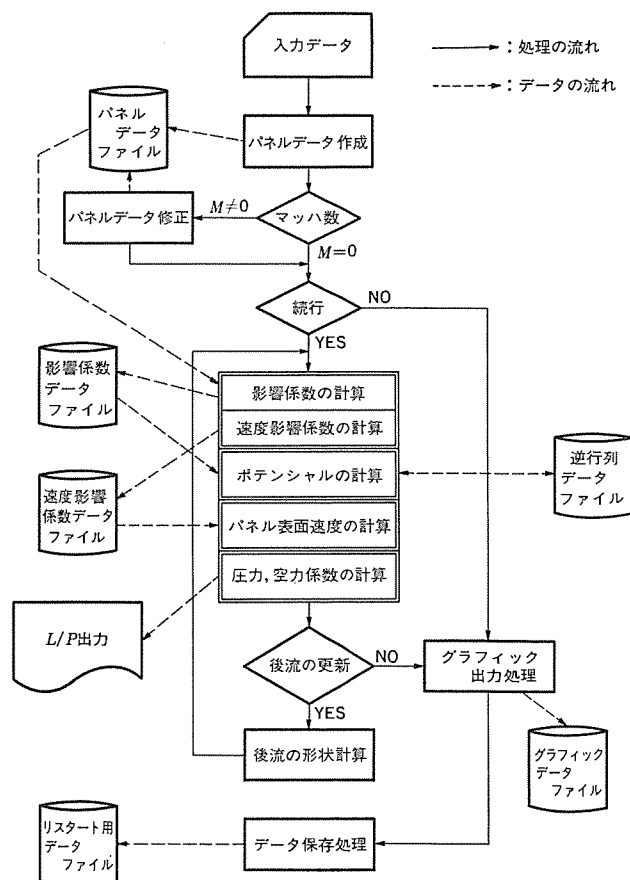 入力データ
：処理の流れ
：データの流れ
パネル
データ
ファイル
パネルデータ作成
パネルデータ修正
M≠0
マッハ数
M=0
続行
NO
YES
影響係数
データ
ファイル
影響係数の計算
速度影響係数の計算
ポテンシャルの計算
逆行列
データ
ファイル
速度影響
係数データ
ファイル
パネル表面速度の計算
圧力,空力係数の計算
L/P出力
後流の更新
NO
グラフィック
出力処理
YES
後流の形状計算
グラフィック
データ
ファイル
リスタート用
データ
ファイル
データ保存処理